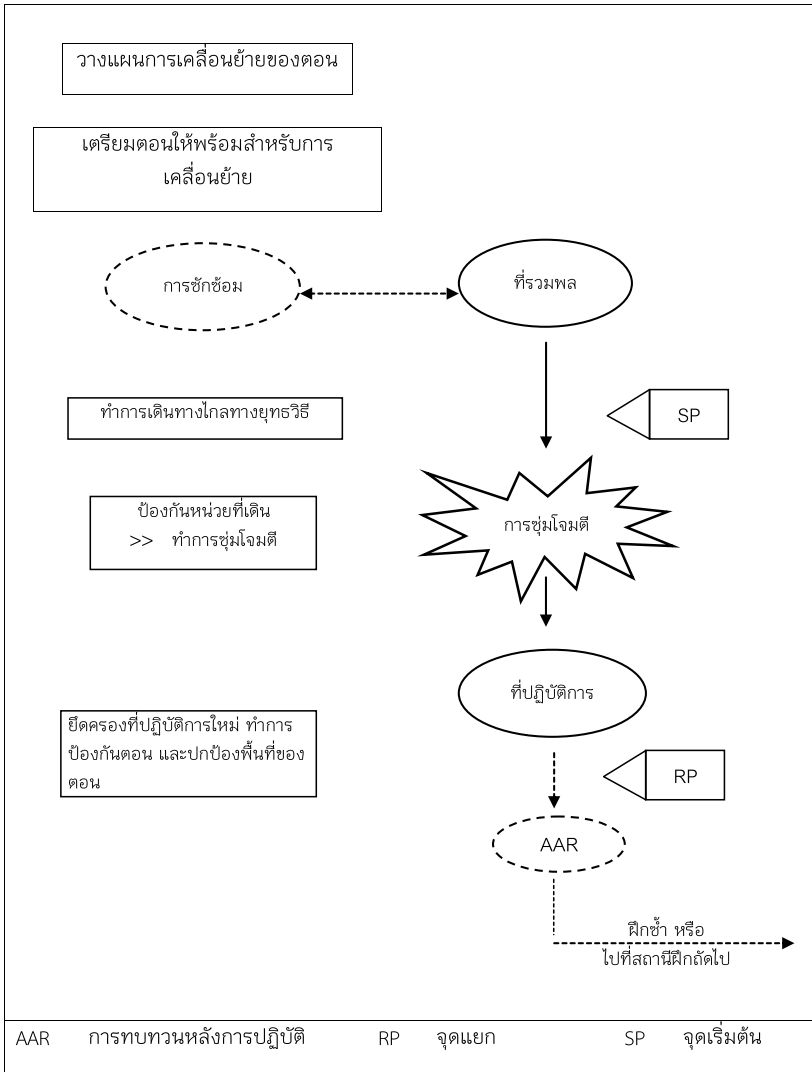 วางแผนการเคลื่อนย้ายของตอน
เตรียมตอนให้พร้อมสำหรับการ
เคลื่อนย้าย
การซักซ้อม
ที่รวมพล
ทำการเดินทางไกลทางยุทธวิธี
SP
ป้องกันหน่วยที่เดิน
>> ทำการซุ่มโจมตี
การซุ่มโจมตี
ที่ปฏิบัติการ
ยึดครองที่ปฏิบัติการใหม่ ทำการ
ป้องกันตอน และปกป้องพื้นที่ของ
ตอน
RP
AAR
ฝึกซ้ำ หรือ
ไปที่สถานีฝึกถัดไป
AAR การทบทวนหลังการปฏิบัติ RP จุดแยก SP จุดเริ่มต้น